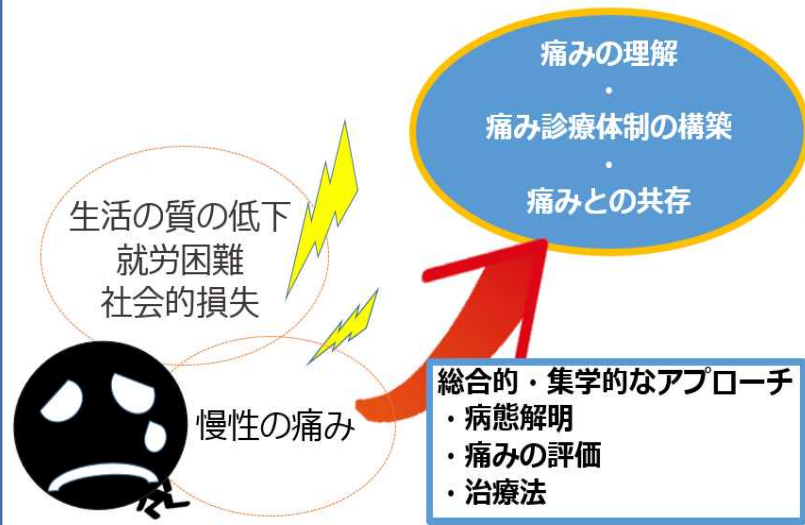 痛みの理解
・
痛み診療体制の構築
・
痛みとの共存
生活の質の低下
就労困難
社会的損失
慢性の痛み
総合的・集学的なアプローチ
・病態解明
・痛みの評価
・治療法